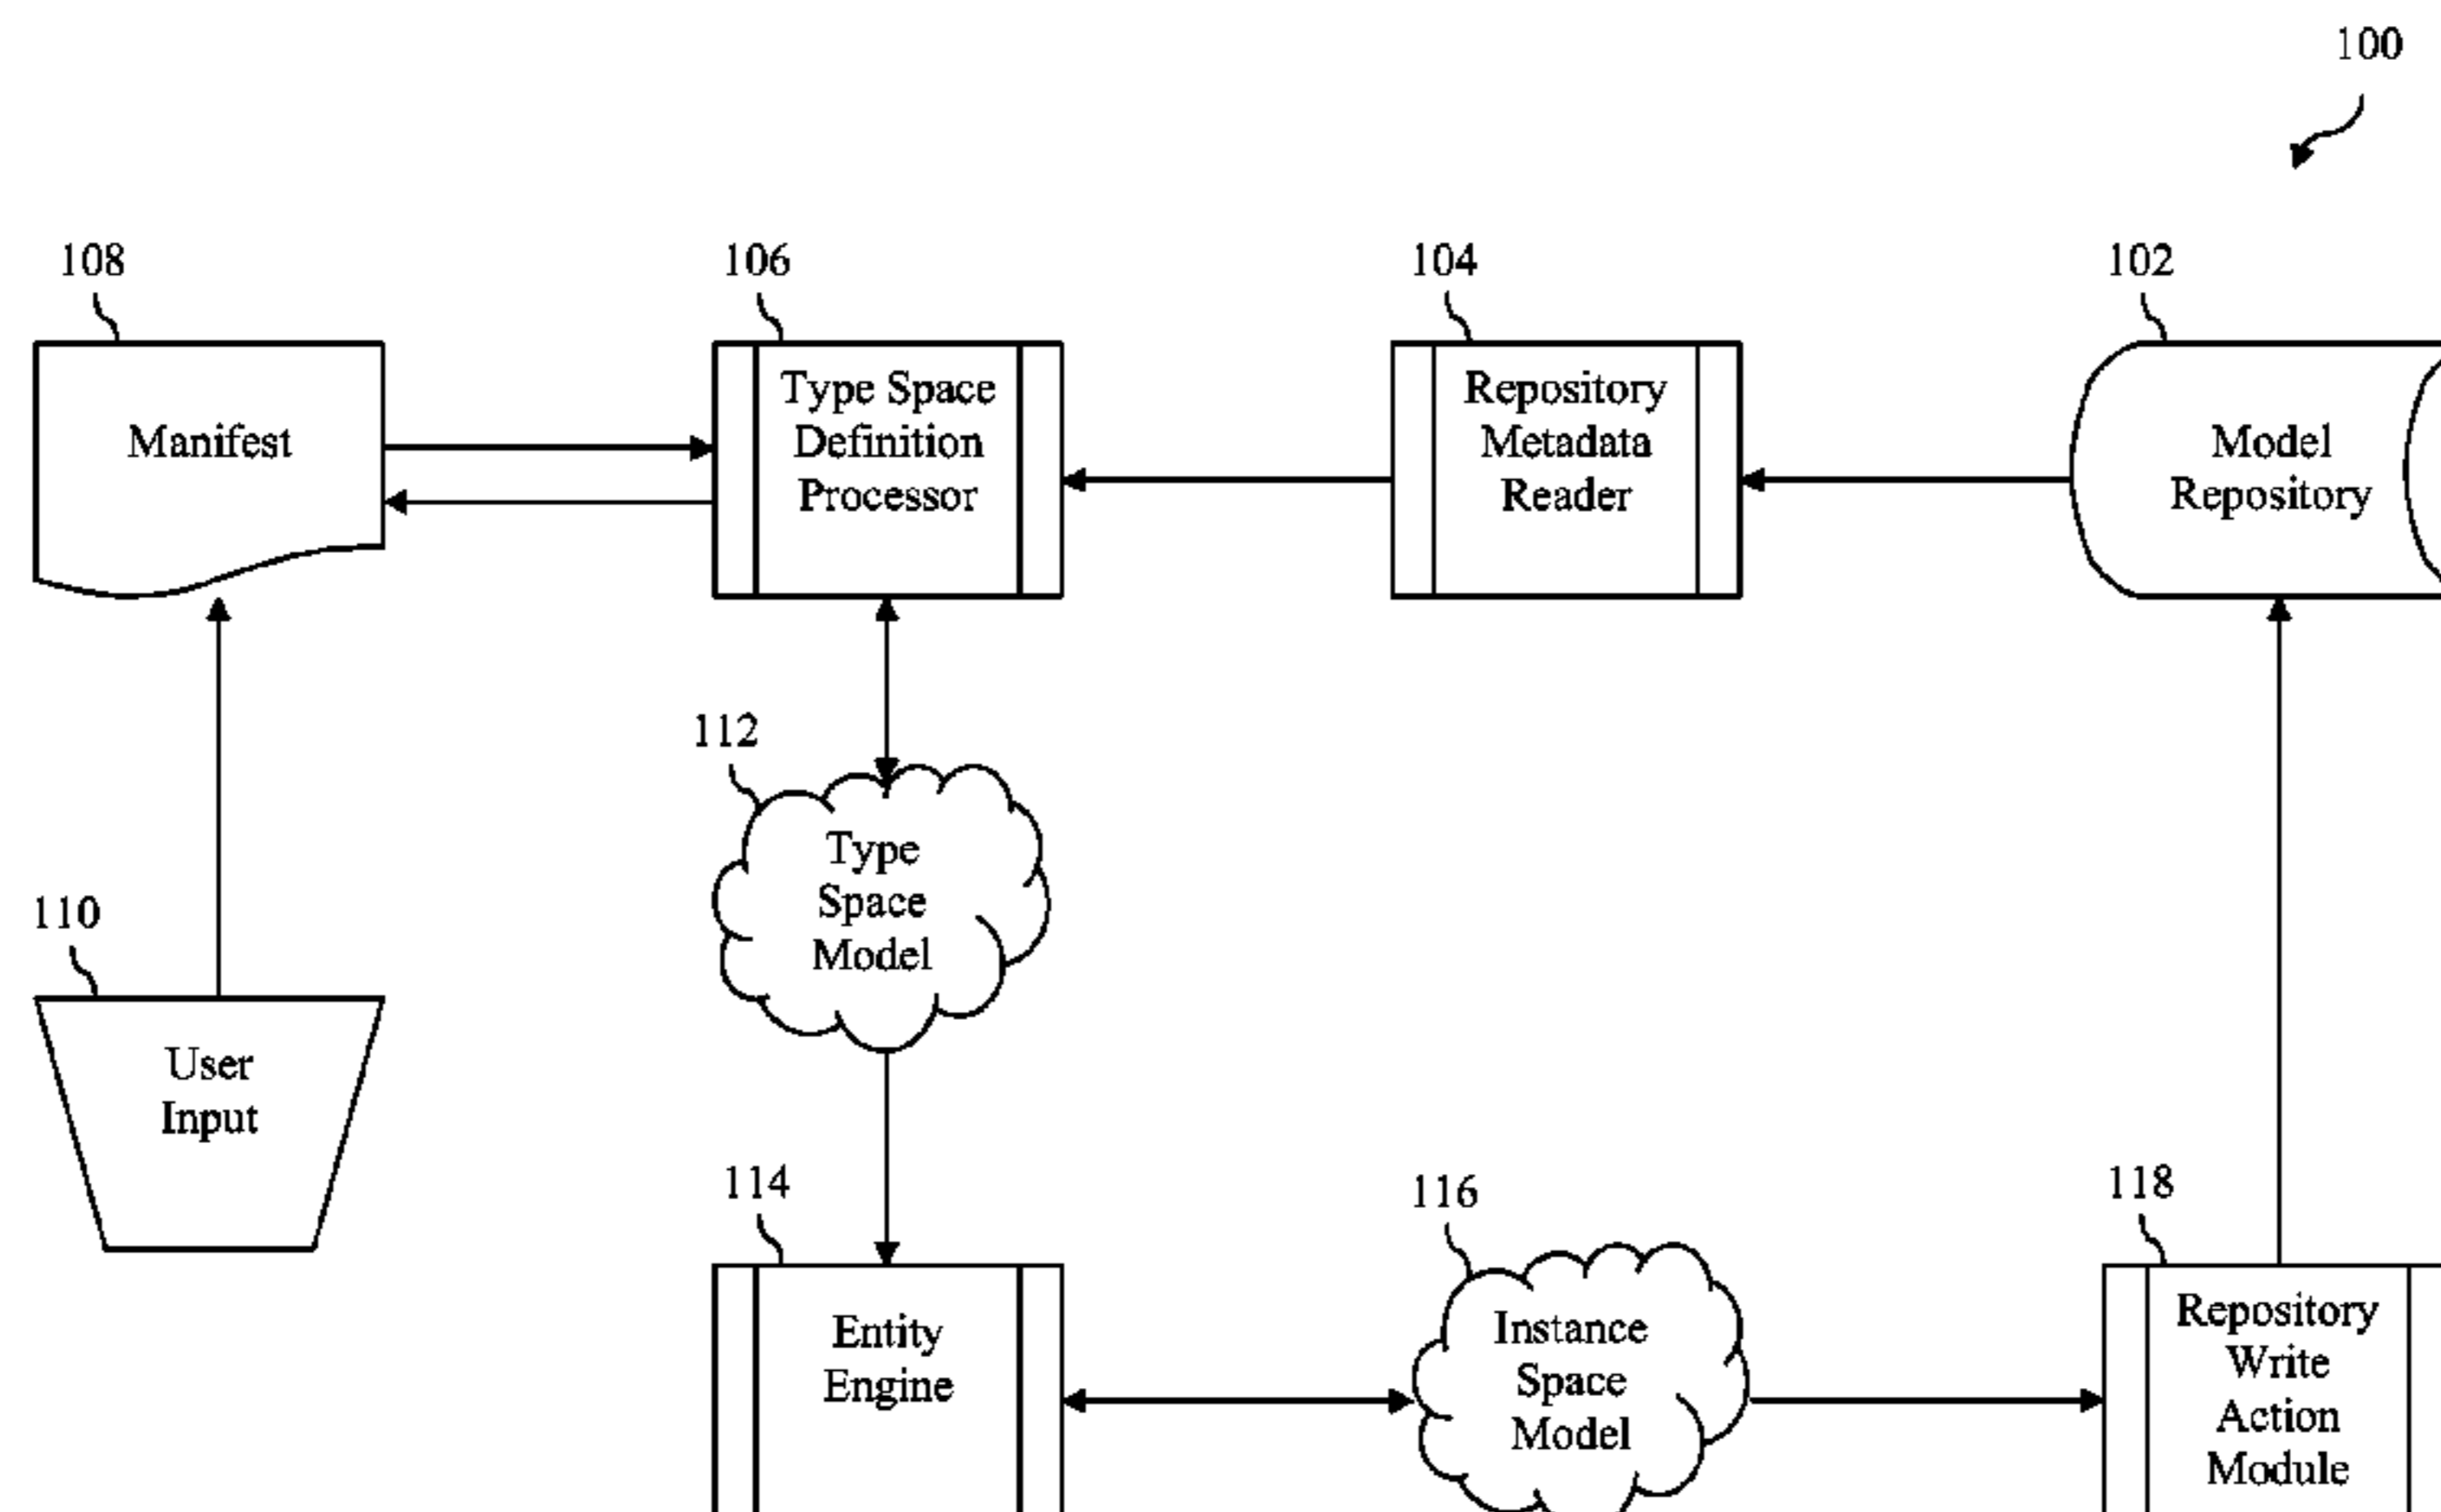 100
108
106
104
102
Manifest
Type Space
Definition
Processor
Repository
Metadata
Reader
Model
Repository
112
Type
Space
Model
110
User
Input
114
116
118
Entity
Engine
Instance
Space
Model
Repository
Write
Action
Module